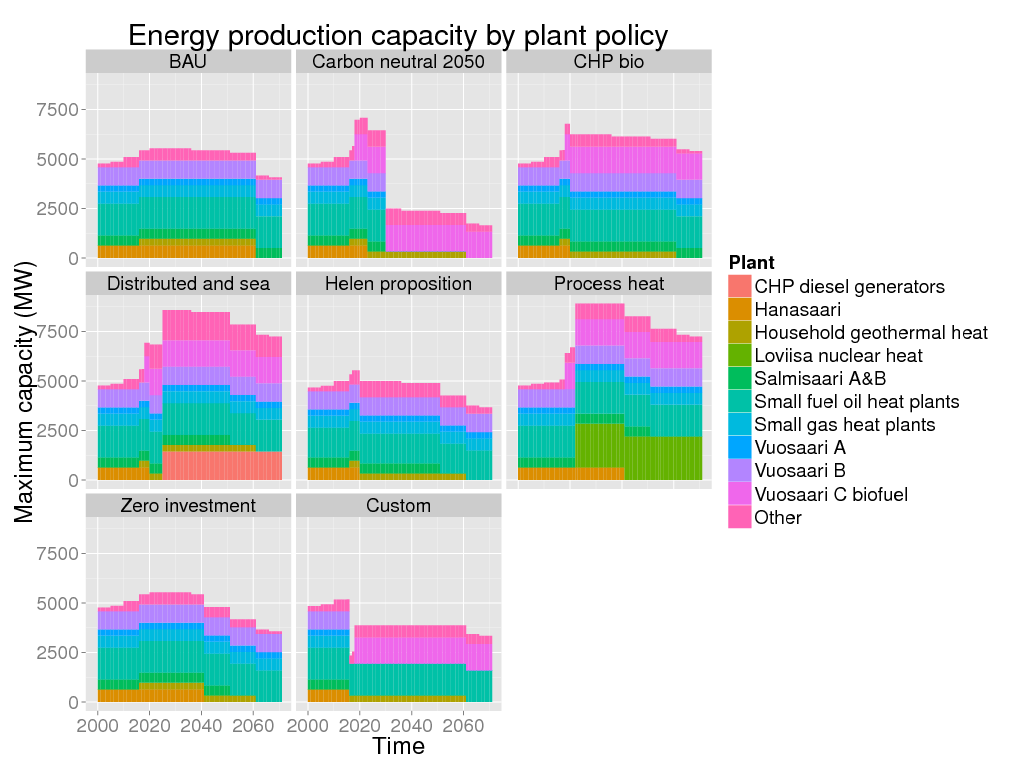 Energy production capacity by plant policy
BAU
Carbon neutral 2050
CHP bio
7500
5000
2500
0
Distributed and sea
Helen proposition
Process heat
7500
5000
2500
0
Zero investment
Custom
7500
5000
2500
0
2000 2020 2040 2060
2000 2020 2040 2060
Time
Maximum capacity (MW)
Plant
CHP diesel generators
Hanasaari
Household geothermal heat
Loviisa nuclear heat
Salmisaari A&B
Small fuel oil heat plants
Small gas heat plants
Vuosaari A
Vuosaari B
Vuosaari C biofuel
Other